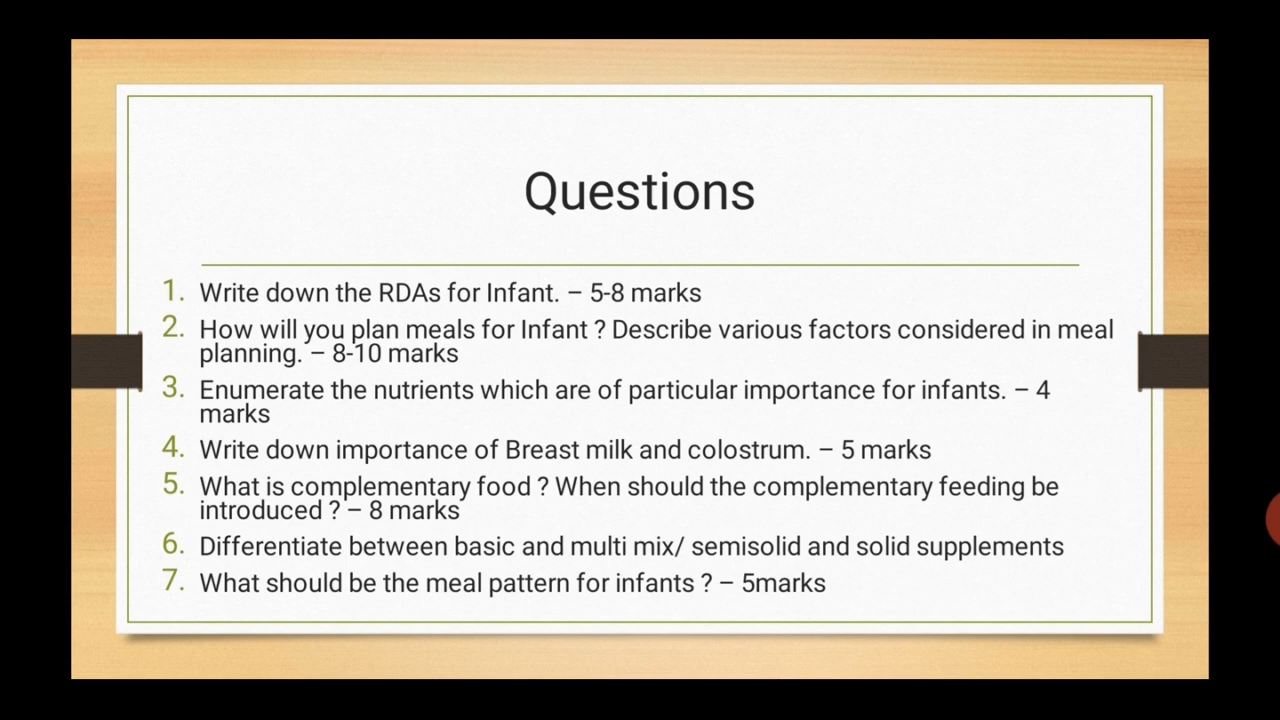 Questions
1. Write down the RDAs for Infant. – 5-8 marks
2. How will you plan meals for Infant ? Describe various factors considered in meal
planning. – 8-10 marks
3. Enumerate the nutrients which are of particular importance for infants. – 4
marks
4. Write down importance of Breast milk and colostrum. – 5 marks
5. What is complementary food ? When should the complementary feeding be
introduced ? – 8 marks
6. Differentiate between basic and multi mix/ semisolid and solid supplements
7. What should be the meal pattern for infants ? – 5marks